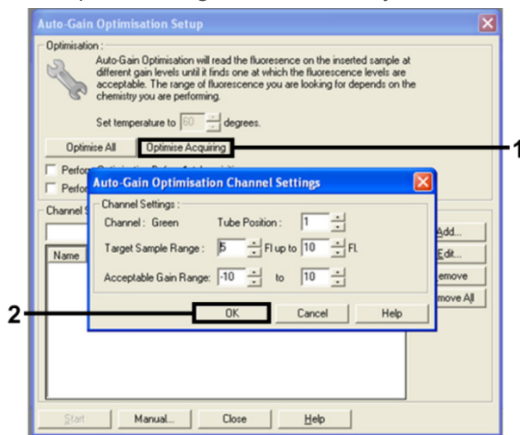 Auto-Gain Optimisation Setup
Optimisation :
Auto-Gain Optimisation will read the fluoresence on the inserted sample at
different gain levels until it finds one at which the fluorescence levels are
acceptable. The range of fluorescence you are looking for depends on the
chemistry you are performing.
Set temperature to 60 degrees.
Optimise All Optimise Acquiring
1
Auto-Gain Optimisation Channel Settings
Channel Settings :
Channel : Green Tube Position : 1
Target Sample Range : 5 Fl up to 10 Fl.
Acceptable Gain Range: -10 to 10
OK Cancel Help
2
Name
Add...
Edit...
Start Manual... Close Help